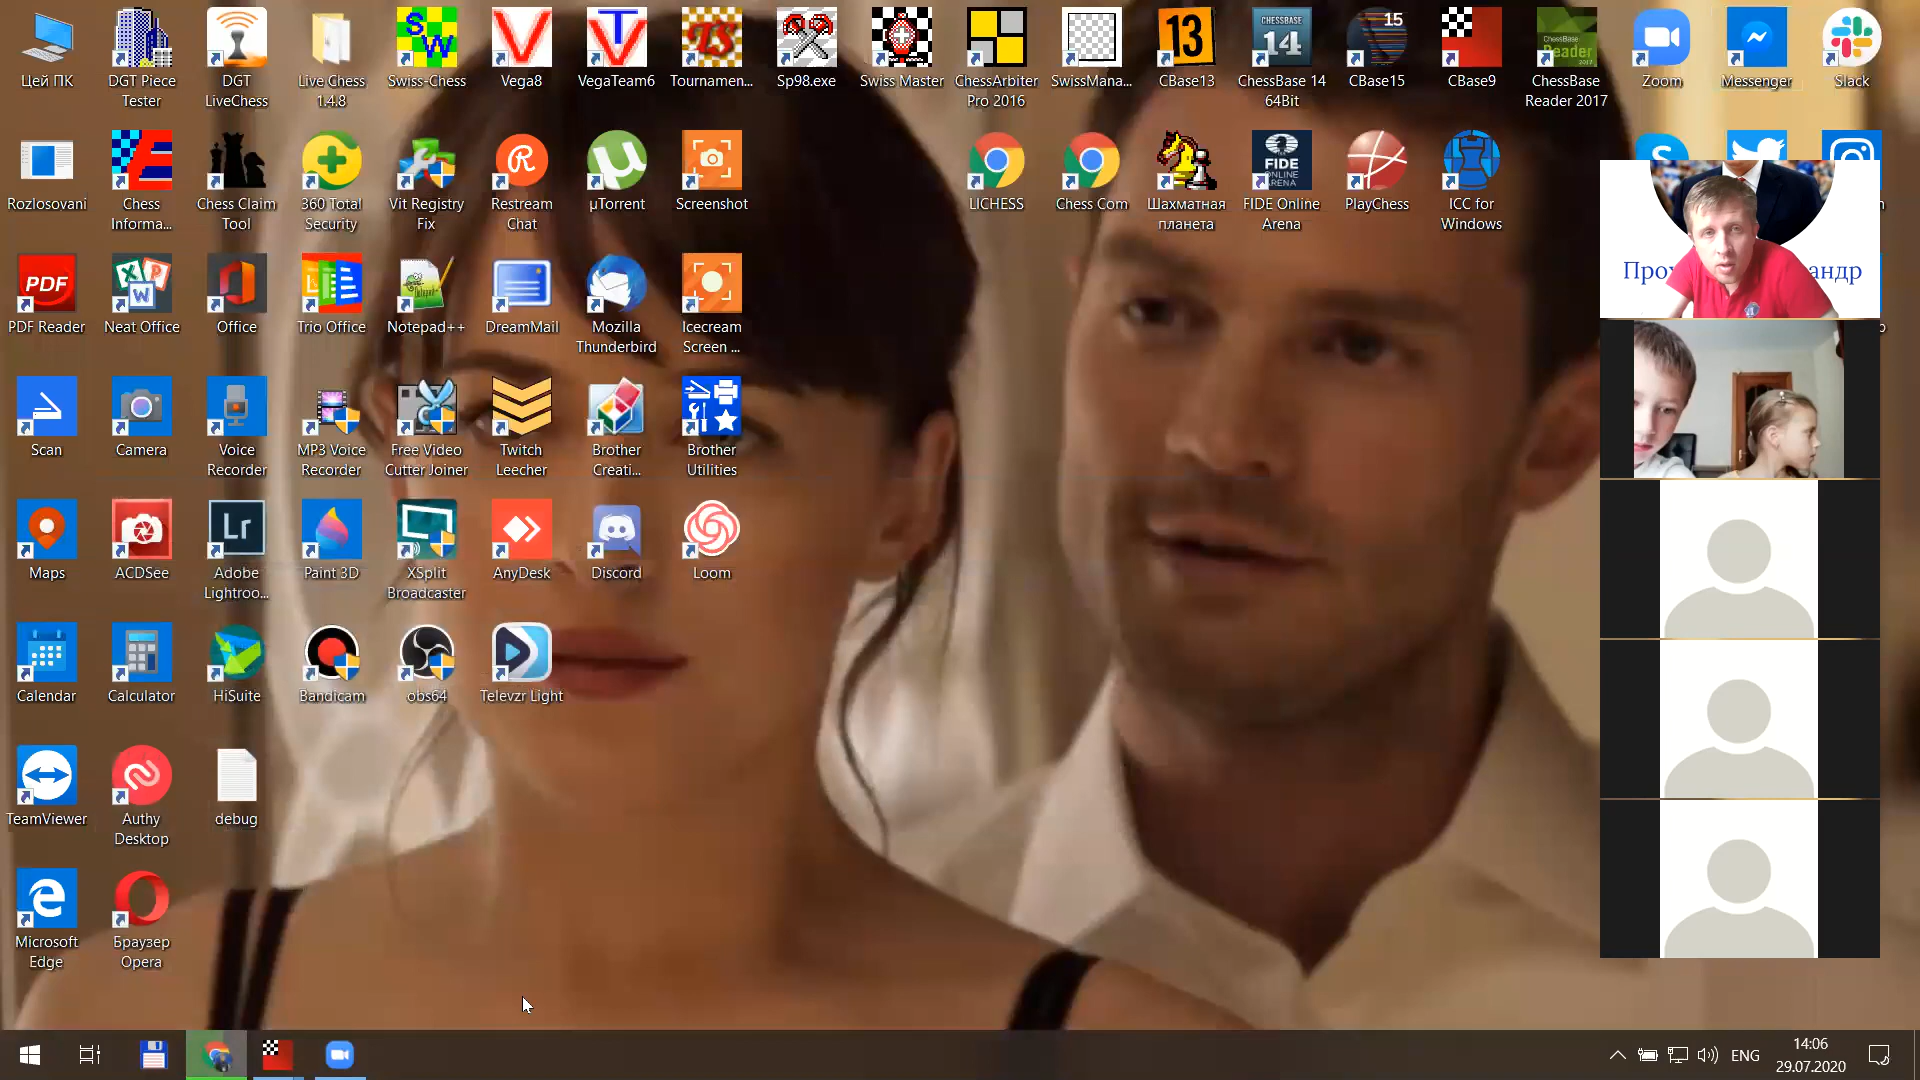 Цей ПК
DGT Piece Tester
DGT LiveChess
Live Chess 1.4.8
Swiss-Chess
Vega8
VegaTeam6
Tournamen...
Sp98.exe
Swiss Master
ChessArbiter Pro 2016
SwissMana...
CBase13
ChessBase 14 64Bit
CBase15
CBase9
ChessBase Reader 2017
Zoom
Messenger
Slack
Rozlosovani
Chess Informa...
Chess Claim Tool
360 Total Security
Vit Registry Fix
Restream Chat
µTorrent
Screenshot
LICHESS
Chess Com
Шахматная планета
FIDE Online Arena
PlayChess
ICC for Windows
PDF Reader
Neat Office
Office
Trio Office
Notepad++
DreamMail
Mozilla Thunderbird
Icecream Screen ...
Scan
Camera
Voice Recorder
MP3 Voice Recorder
Free Video Cutter Joiner
Twitch Leecher
Brother Creati...
Brother Utilities
Maps
ACDSee
Adobe Lightroo...
Paint 3D
XSplit Broadcaster
AnyDesk
Discord
Loom
Calendar
Calculator
HiSuite
Bandicam
obs64
Televzr Light
TeamViewer
Authy Desktop
debug
Microsoft Edge
Браузер Opera
ENG
14:06
29.07.2020